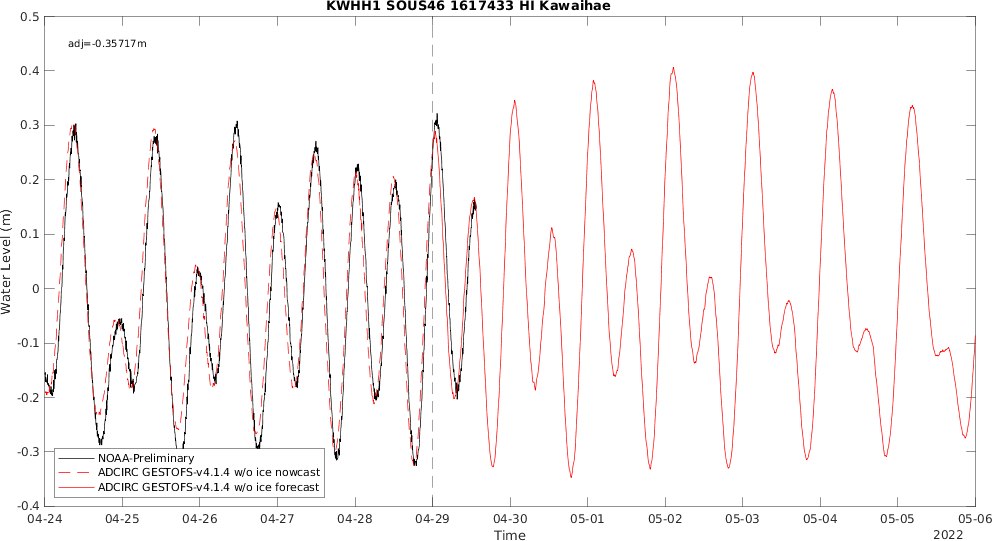 KWHH1 SOUS46 1617433 HI Kawaihae
adj=-0.35717m
Water Level (m)
0.5
0.4
0.3
0.2
0.1
0
-0.1
-0.2
-0.3
-0.4
NOAA-Preliminary
ADCIRC GESTOFS-v4.1.4 w/o ice nowcast
ADCIRC GESTOFS-v4.1.4 w/o ice forecast
04-24 04-25 04-26 04-27 04-28 04-29 04-30 05-01 05-02 05-03 05-04 05-05 05-06
Time
2022